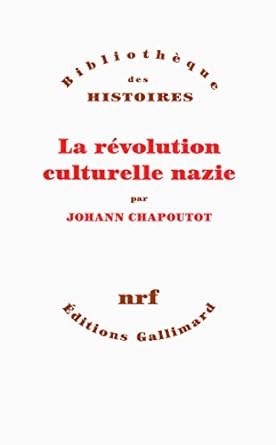 Bibliothèque
des
HISTOIRES
La révolution
culturelle nazie
par
JOHANN CHAPOUTOT
nrf
Éditions Gallimard